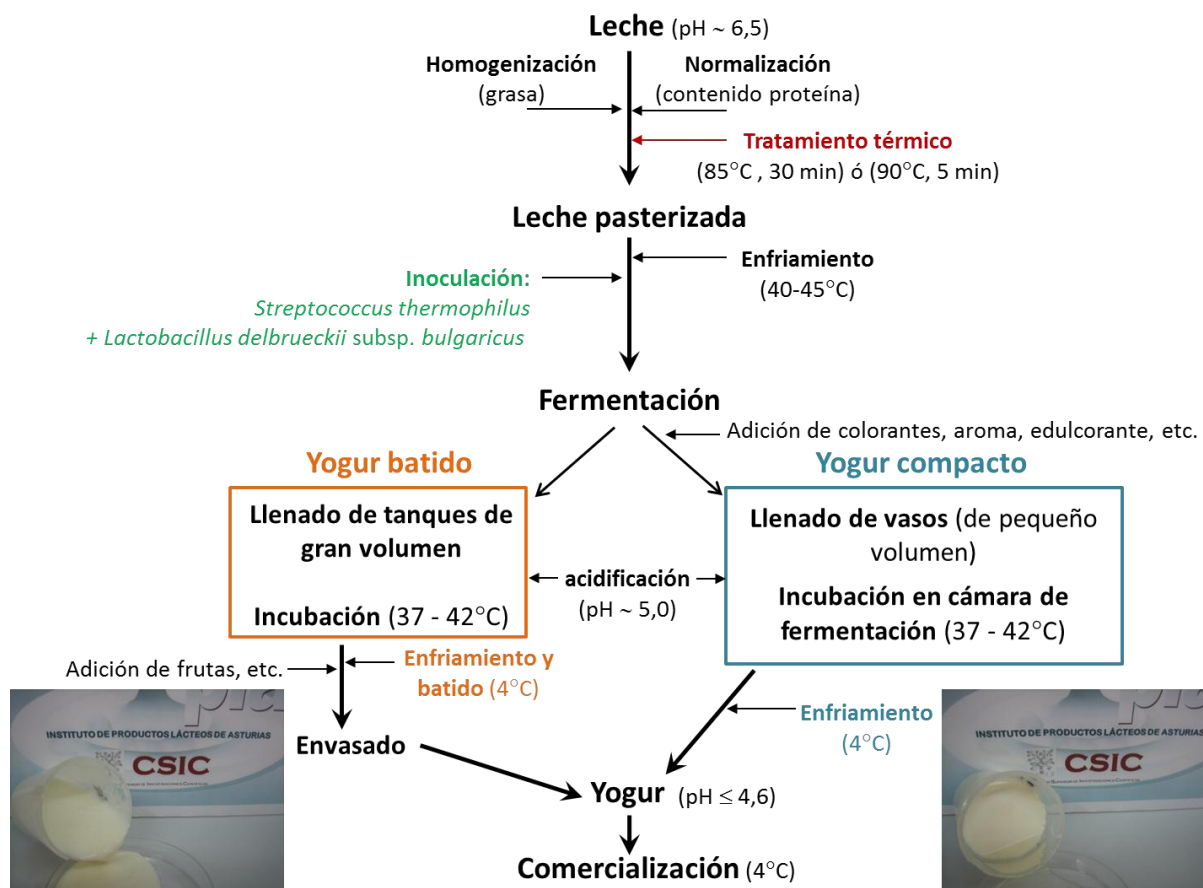 Leche (pH ~ 6,5)
Homogenización
(grasa)
Normalización
(contenido proteína)
Tratamiento térmico
(85°C , 30 min) ó (90°C, 5 min)
Leche pasterizada
Enfriamiento
(40-45°C)
Inoculación:
Streptococcus thermophilus
+ Lactobacillus delbrueckii subsp. bulgaricus
Fermentación
Adición de colorantes, aroma, edulcorante, etc.
Yogur batido
Llenado de tanques de
gran volumen
Incubación (37 - 42°C)
acidificación
(pH ~ 5,0)
Yogur compacto
Llenado de vasos (de pequeño
volumen)
Incubación en cámara de
fermentación (37 - 42°C)
Adición de frutas, etc.
Enfriamiento y
batido (4°C)
Envasado
Enfriamiento
(4°C)
Yogur (pH ≤ 4,6)
Comercialización (4°C)
INSTITUTO DE PRODUCTOS LÁCTEOS DE ASTURIAS
CSIC
INSTITUTO DE PRODUCTOS LÁCTEOS DE ASTURIAS
CSIC